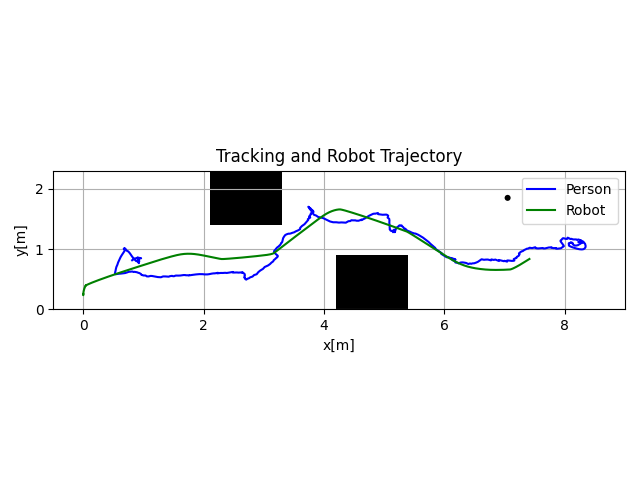 Tracking and Robot Trajectory
Person
Robot
y[m]
2
1
0
0 2 4 6 8
x[m]